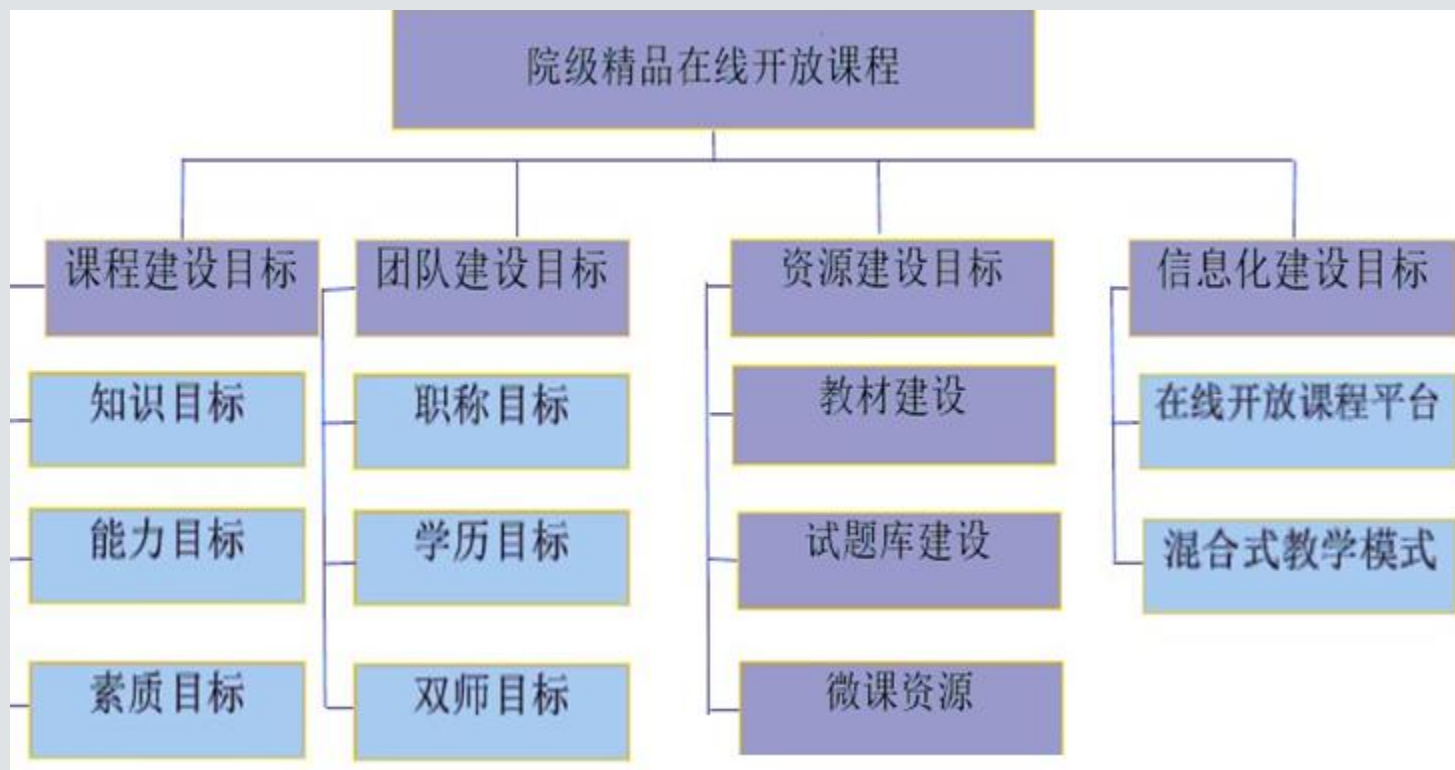 院级精品在线开放课程
课程建设目标
团队建设目标
资源建设目标
信息化建设目标
知识目标
职称目标
教材建设
在线开放课程平台
能力目标
学历目标
试题库建设
混合式教学模式
素质目标
双师目标
微课资源